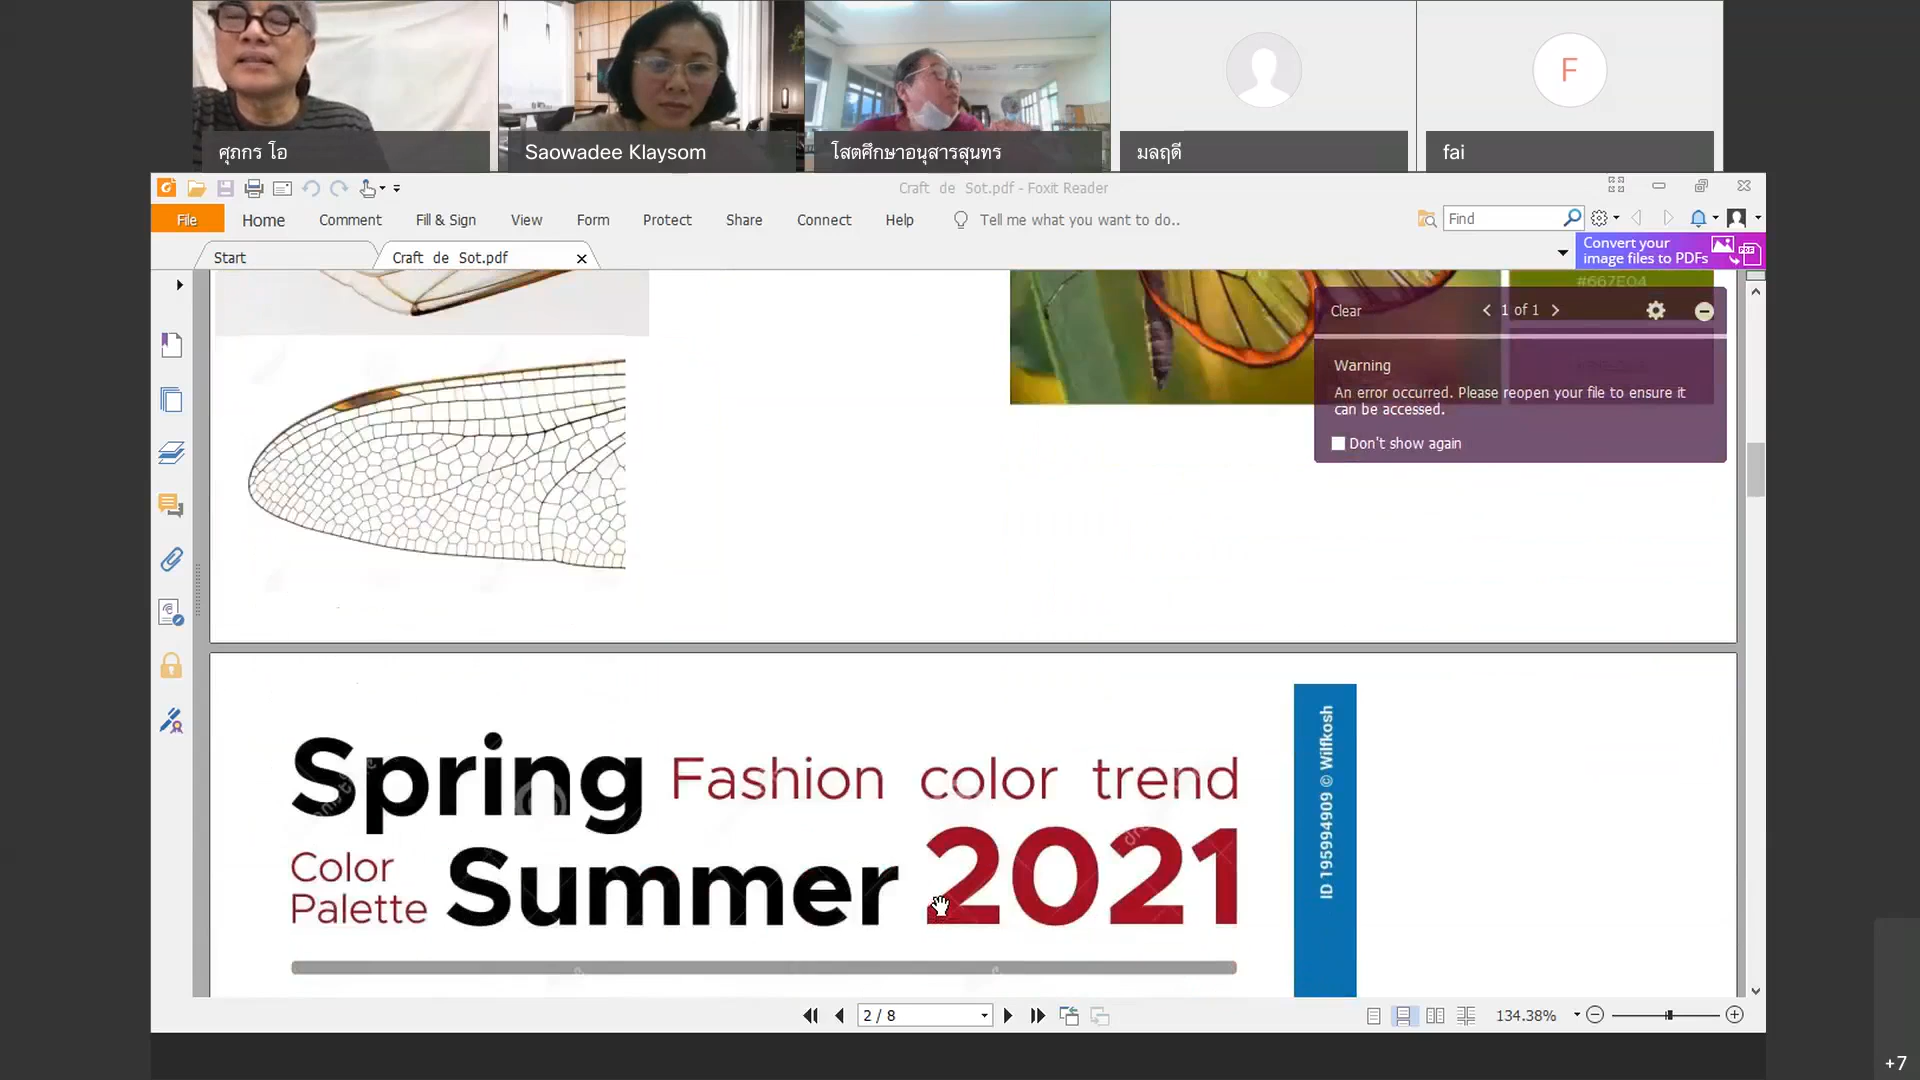 ศุภกร โอ
Saowadee Klaysom
โสตศึกษาอนุสารสุนทร
มลฤดี
F
fai
Craft de Sot.pdf - Foxit Reader
File
Home
Comment
Fill & Sign
View
Form
Protect
Share
Connect
Help
Tell me what you want to do..
Find
Start
Craft de Sot.pdf
Convert your
image files to PDFs
#667E04
Clear
1 of 1
Warning
An error occurred. Please reopen your file to ensure it
can be accessed.
Don't show again
Spring Fashion color trend
Color
Palette Summer 2021
ID 195994909 © Wilfkosh
2 / 8
134.38%
+7